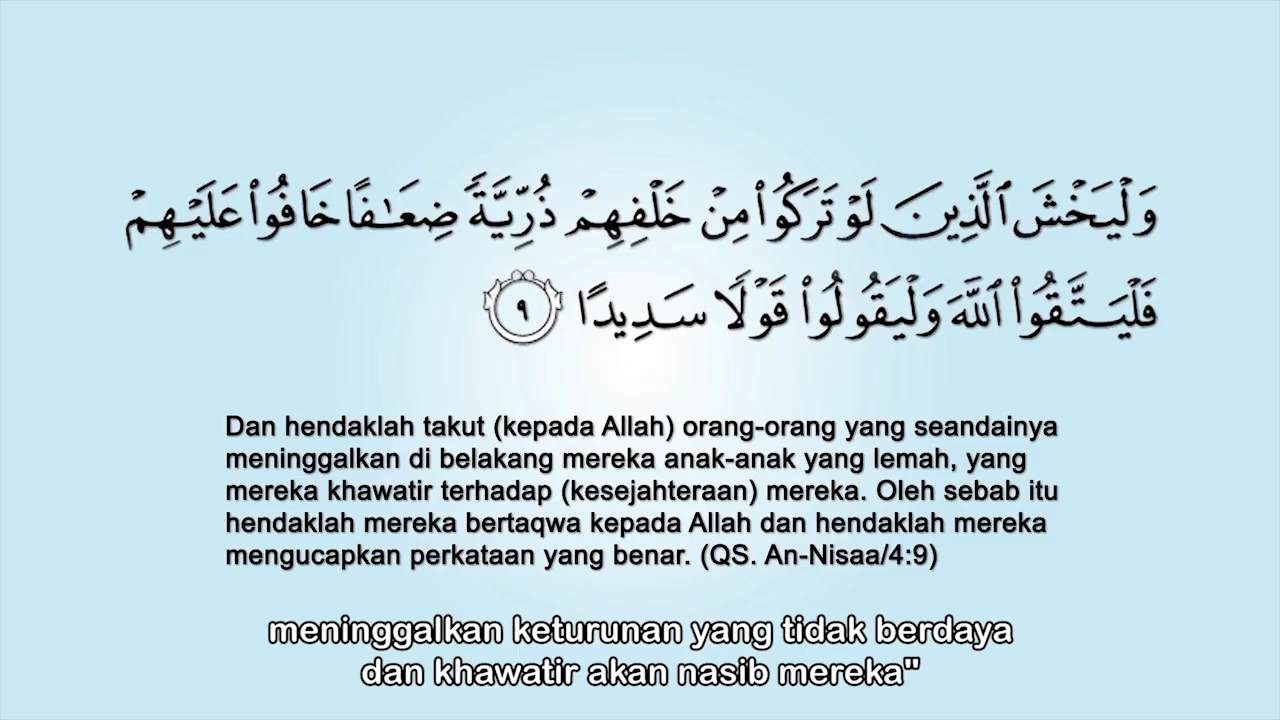 وَلْيَخْشَ ٱلَّذِينَ لَوْ تَرَكُوا۟ مِنْ خَلْفِهِمْ ذُرِّيَّةً ضِعَٰفًا خَافُوا۟ عَلَيْهِمْ
فَلْيَتَّقُوا۟ ٱللَّهَ وَلْيَقُولُوا۟ قَوْلًا سَدِيدًا ٩
Dan hendaklah takut (kepada Allah) orang-orang yang seandainya
meninggalkan di belakang mereka anak-anak yang lemah, yang
mereka khawatir terhadap (kesejahteraan) mereka. Oleh sebab itu
hendaklah mereka bertaqwa kepada Allah dan hendaklah mereka
mengucapkan perkataan yang benar. (QS. An-Nisaa/4:9)
meninggalkan keturunan yang tidak berdaya
dan khawatir akan nasib mereka"